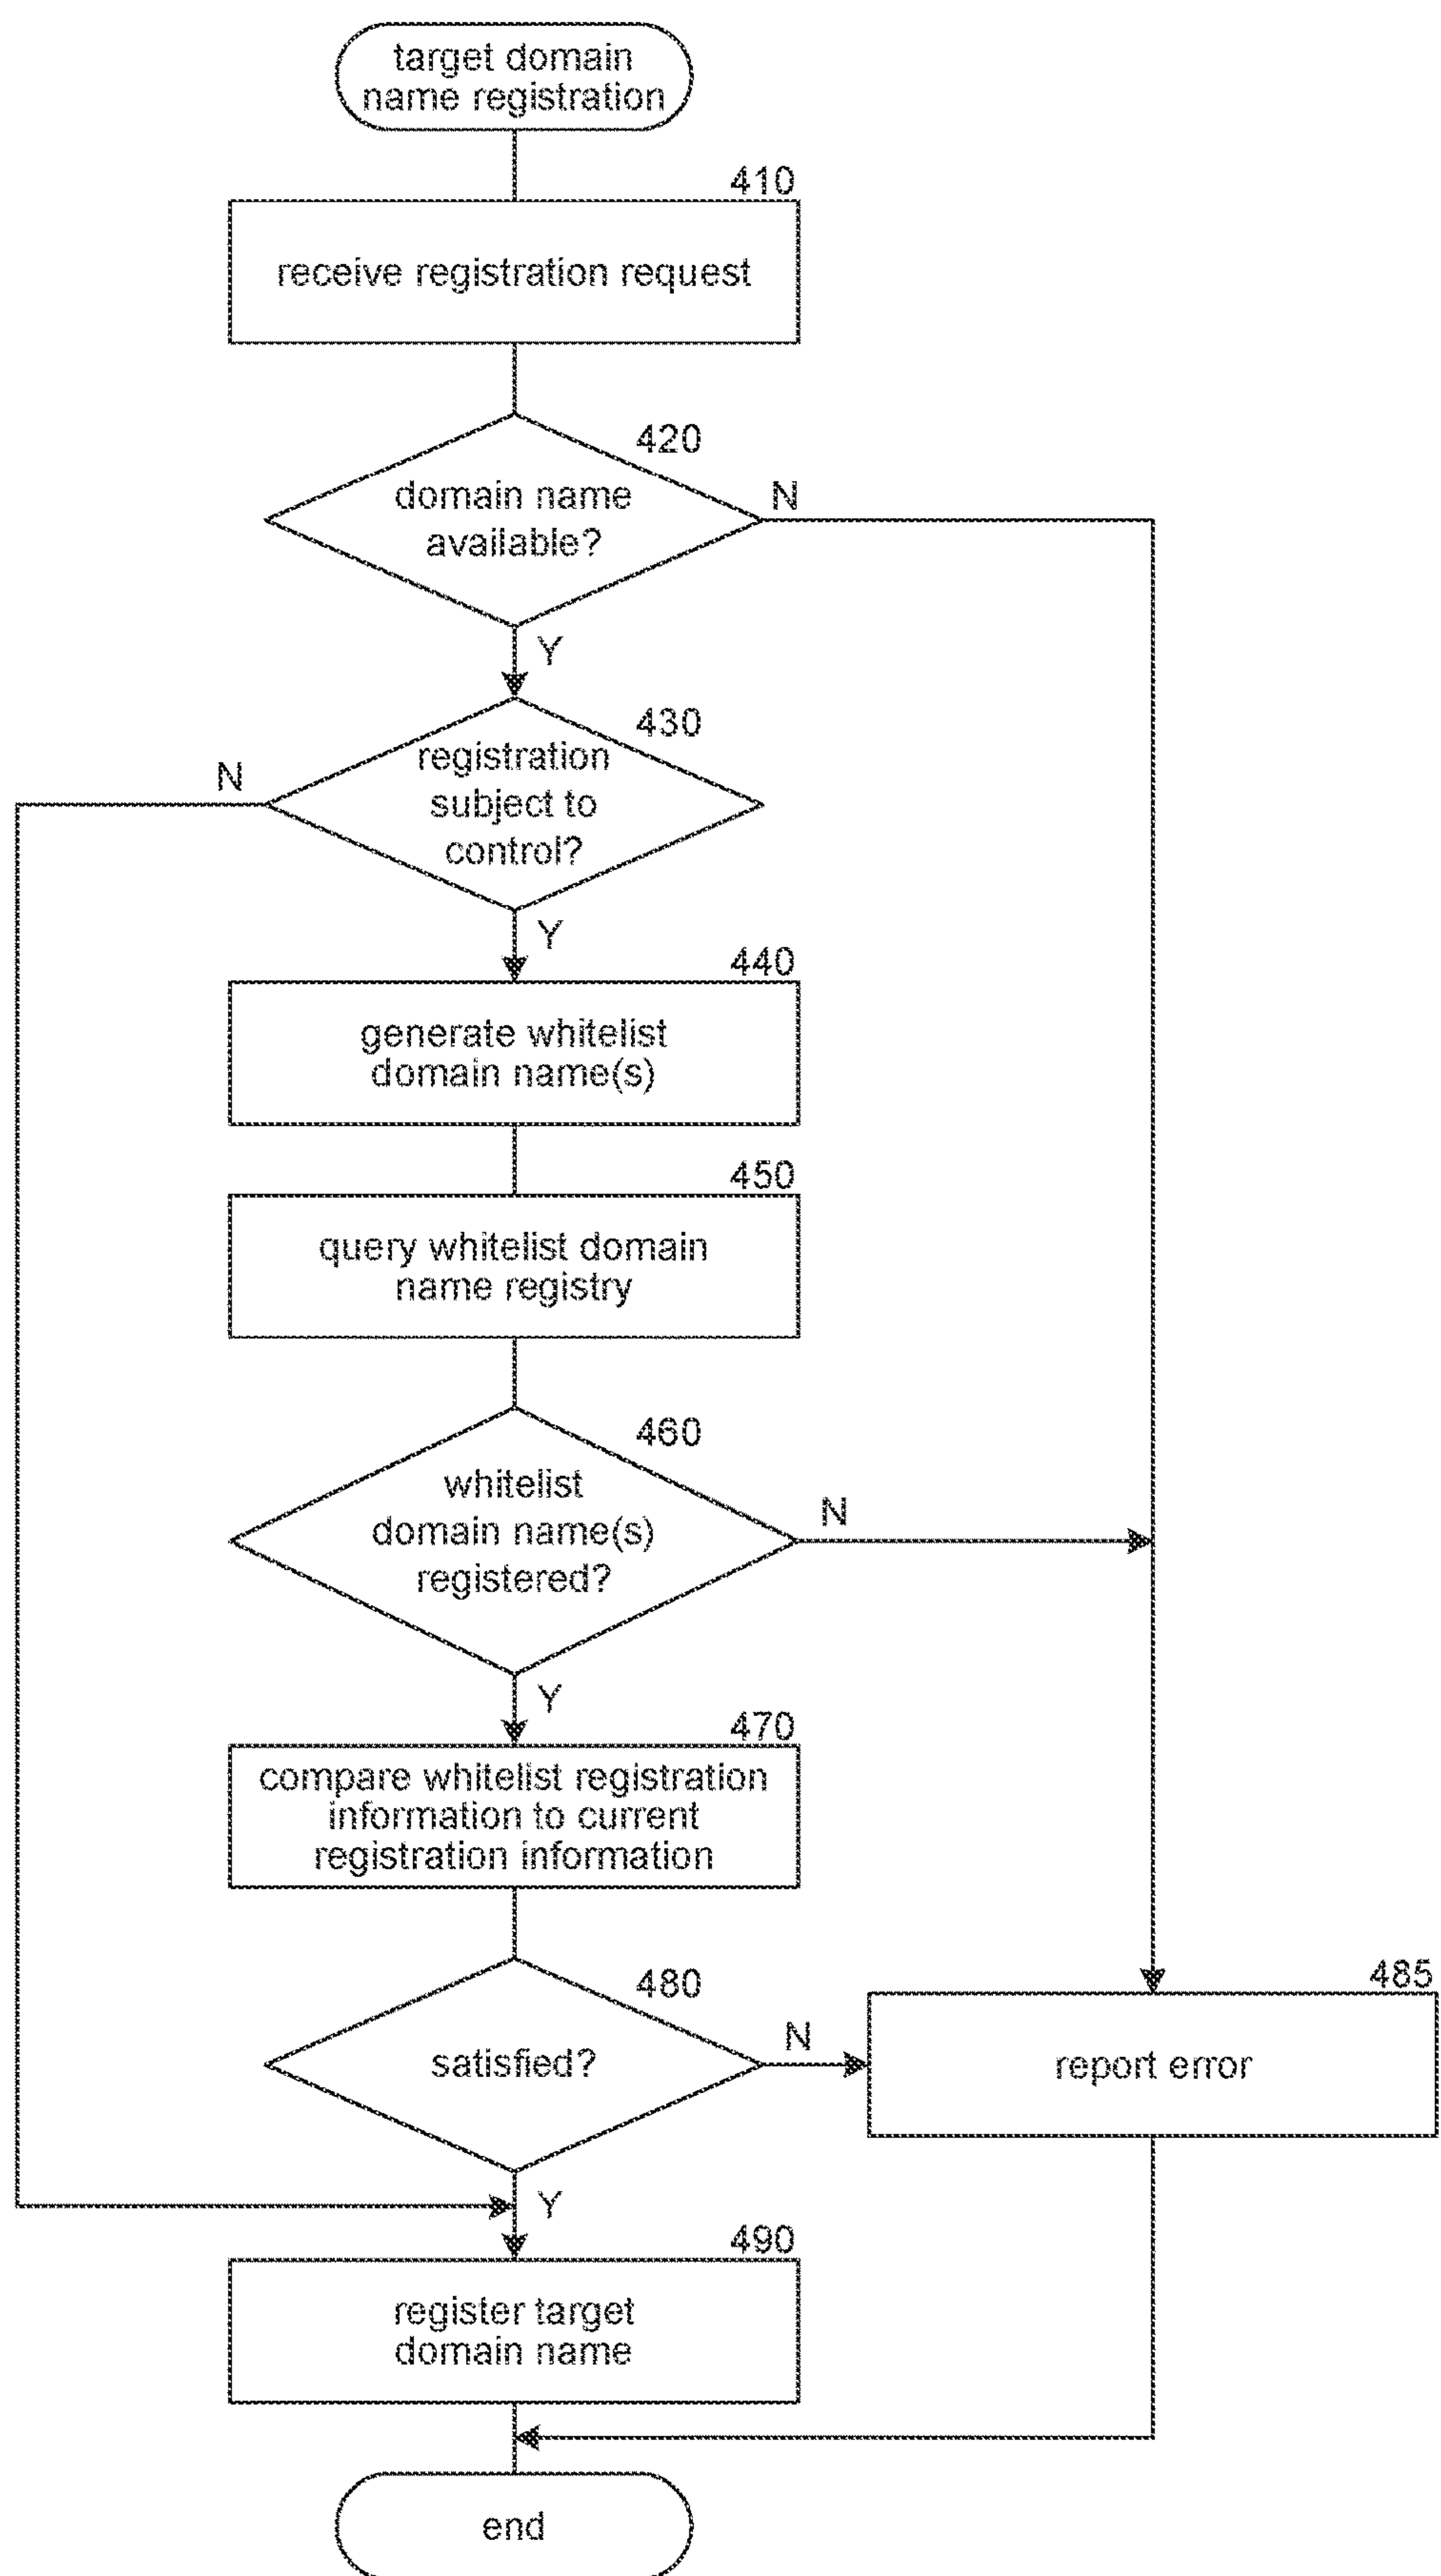 target domain
name registration
410
receive registration request
420
domain name
available?
N
Y
430
registration
subject to
control?
N
Y
440
generate whitelist
domain name(s)
450
query whitelist domain
name registry
460
whitelist
domain name(s)
registered?
N
Y
470
compare whitelist registration
information to current
registration information
480
satisfied?
N
485
report error
Y
490
register target
domain name
end